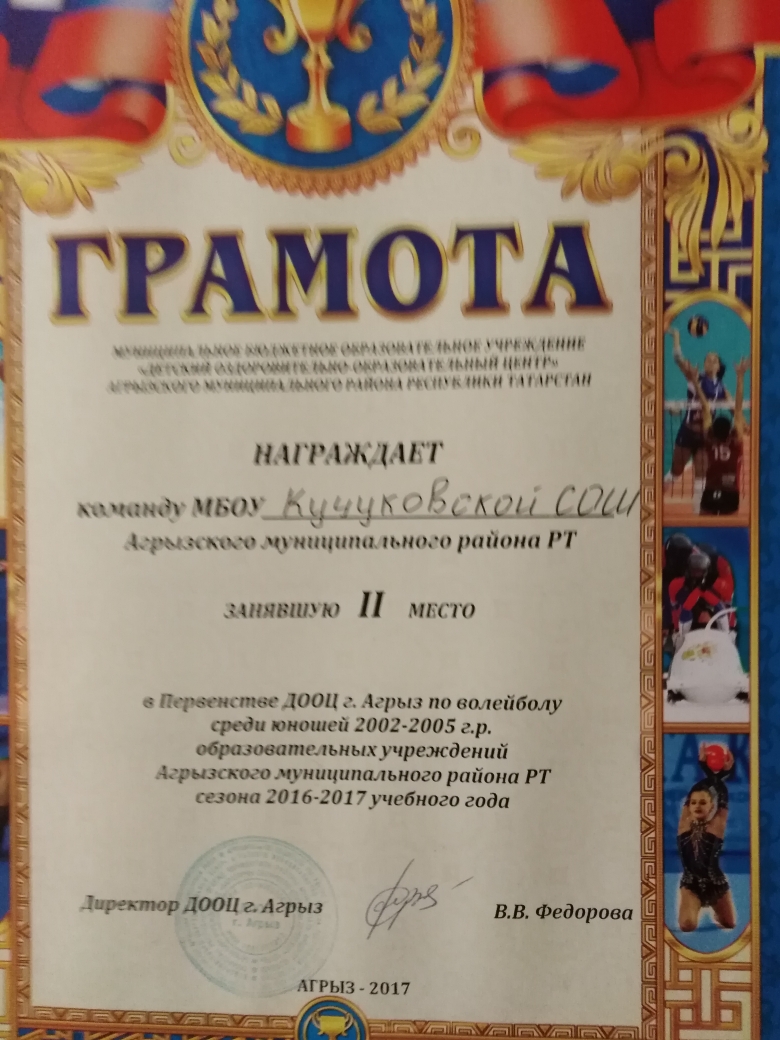 ГРАМОТА
МУНИЦИПАЛЬНОЕ БЮДЖЕТНОЕ ОБРАЗОВАТЕЛЬНОЕ УЧРЕЖДЕНИЕ
«ДЕТСКИЙ ОЗДОРОВИТЕЛЬНО-ОБРАЗОВАТЕЛЬНЫЙ ЦЕНТР»
АГРЫЗСКОГО МУНИЦИПАЛЬНОГО РАЙОНА РЕСПУБЛИКИ ТАТАРСТАН
НАГРАЖДАЕТ
команду МБОУ Кучуковской СОШ
Агрызского муниципального района РТ
ЗАНЯВШУЮ II МЕСТО
в Первенстве ДООЦ г. Агрыз по волейболу
среди юношей 2002-2005 г.р.
образовательных учреждений
Агрызского муниципального района РТ
сезона 2016-2017 учебного года
Директор ДООЦ г. Агрыз В.В. Федорова
г. Агрыз
АГРЫЗ - 2017
15